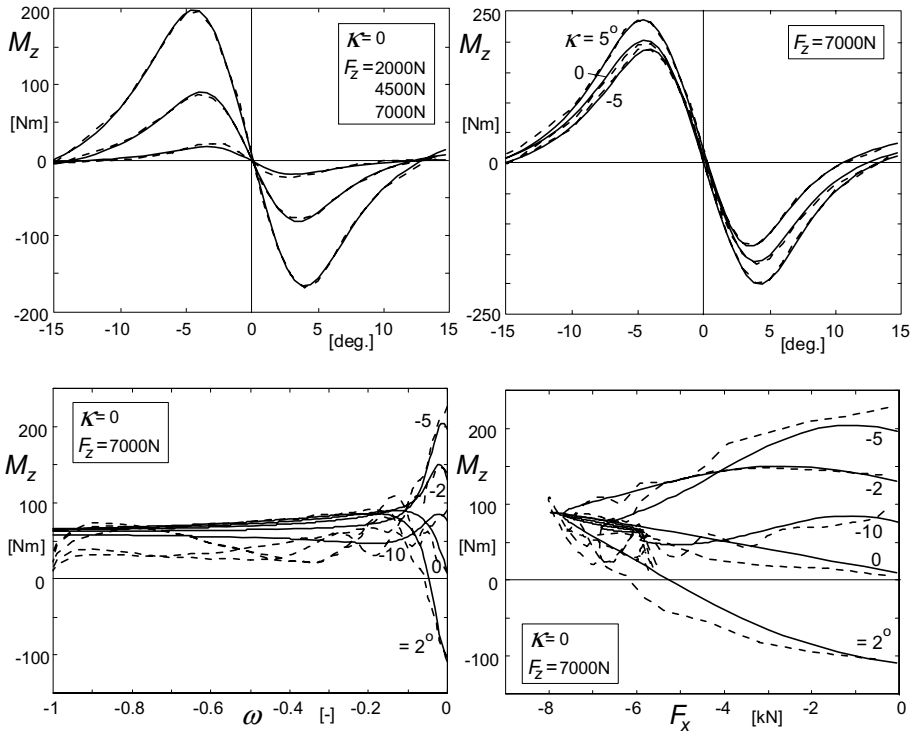 200
M_z
100
[Nm]
0
-100
-200
-15
-10
-5
0
5
10
15
[deg.]
κ= 0
F_z = 2000N
4500N
7000N
250
M_z
[Nm]
0
-250
-15
-10
-5
0
5
10
15
[deg.]
κ = 5°
0
-5
F_z = 7000N
200
M_z
100
[Nm]
0
-100
-1
-0.8
-0.6
-0.4
-0.2
0
ω
[-]
κ= 0
F_z = 7000N
-5
-2
-10
0
= 2°
200
M_z
100
[Nm]
0
-100
-8
-6
-4
-2
0
F_x
[kN]
-5
-2
-10
0
= 2°
κ= 0
F_z = 7000N